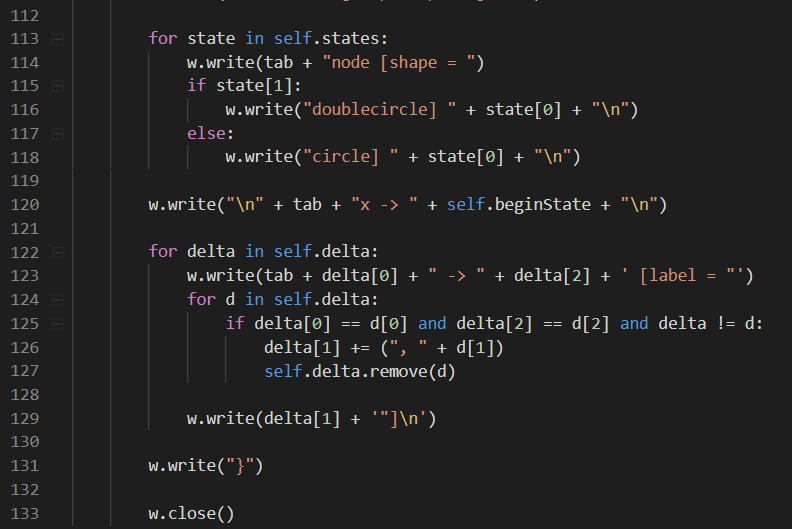 112
113 for state in self.states:
114 w.write(tab + "node [shape = ")
115 if state[1]:
116 w.write("doublecircle] " + state[0] + "\n")
117 else:
118 w.write("circle] " + state[0] + "\n")
119
120 w.write("\n" + tab + "x -> " + self.beginState + "\n")
121
122 for delta in self.delta:
123 w.write(tab + delta[0] + " -> " + delta[2] + ' [label = "')
124 for d in self.delta:
125 if delta[0] == d[0] and delta[2] == d[2] and delta != d:
126 delta[1] += (", " + d[1])
127 self.delta.remove(d)
128
129 w.write(delta[1] + '"]\n')
130
131 w.write("}")
132
133 w.close()